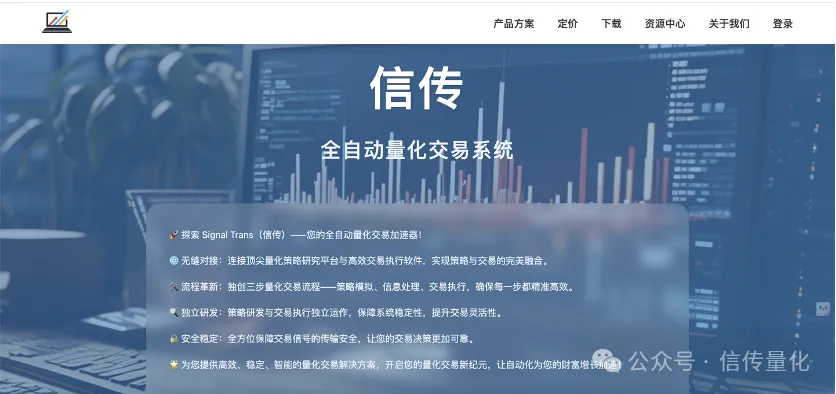 产品方案 定价 下载 资源中心 关于我们 登录
信传
全自动量化交易系统
🚀 探索 Signal Trans（信传）——您的全自动量化交易加速器！
🌐 无缝对接：连接顶尖量化策略研究平台与高效交易执行软件，实现策略与交易的完美融合。
🛠 流程革新：独创三步量化交易流程——策略模拟、信息处理、交易执行，确保每一步都精准高效。
🔍 独立研发：策略研发与交易执行独立运作，保障系统稳定性，提升交易灵活性。
🔒 安全稳定：全方位保障交易信号的传输安全，让您的交易决策更加可靠。
🌟 为您提供高效、稳定、智能的量化交易解决方案，开启您的量化交易新纪元，让自动化为您的财富增长加速！
公众号 · 信传量化